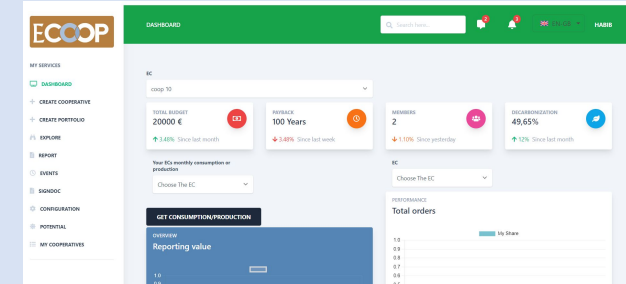 ECOOP
DASHBOARD
Search here...
2
EN-GB
HABIB
MY SERVICES
DASHBOARD
CREATE COOPERATIVE
CREATE PORTFOLIO
EXPLORE
REPORT
EVENTS
SIGNDOC
CONFIGURATION
POTENTIAL
MY COOPERATIVES
EC
coop 10
TOTAL BUDGET
20000 €
3.48% Since last month
PAYBACK
100 Years
3.48% Since last week
MEMBERS
2
1.10% Since yesterday
DECARBONIZATION
49,65%
12% Since last month
Your ECs monthly consumption or
production
Choose The EC
GET CONSUMPTION/PRODUCTION
OVERVIEW
Reporting value
1.0
0.9
EC
Choose The EC
PERFORMANCE
Total orders
My Share
1.0
0.9
0.8
0.7
0.6